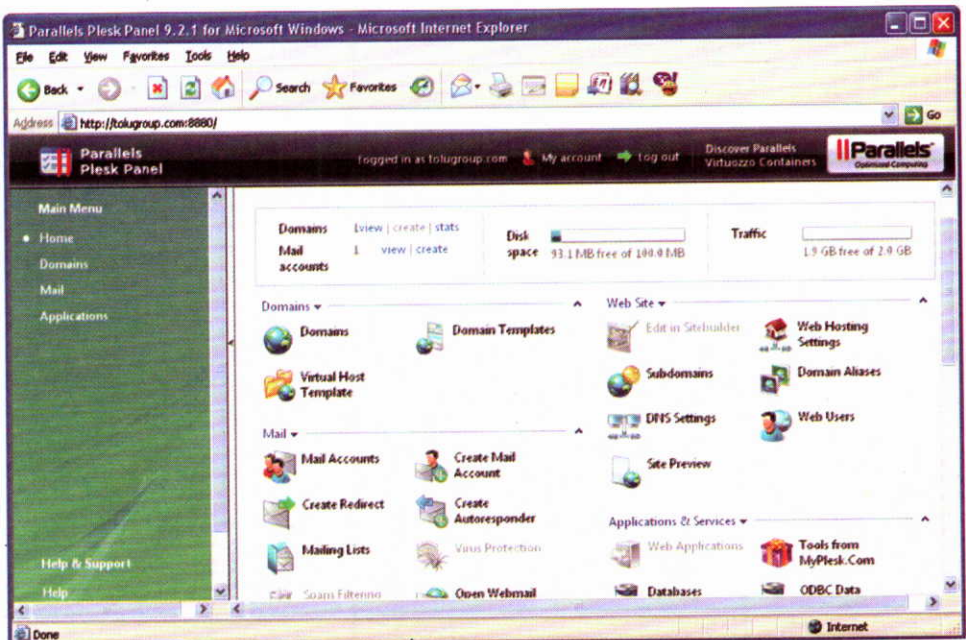 Parallels Plesk Panel 9.2.1 for Microsoft Windows - Microsoft Internet Explorer
File Edit View Favorites Tools Help
Back Search Favorites
Address http://tolugroup.com:8880/ Go
Parallels Plesk Panel
Logged in as tolugroup.com My account Log out
Discover Parallels Virtuozzo Containers
Parallels
Optimized Computing
Main Menu
Home
Domains
Mail
Applications
Help & Support
Help
Domains 1 view | create | stats
Mail accounts 1 view | create
Disk space 93.1 MB free of 100.0 MB
Traffic 1.9 GB free of 2.0 GB
Domains
Domains
Domain Templates
Virtual Host Template
Mail
Mail Accounts
Create Mail Account
Create Redirect
Create Autoresponder
Mailing Lists
Virus Protection
Spam Filtering
Open Webmail
Web Site
Edit in Sitebuilder
Web Hosting Settings
Subdomains
Domain Aliases
DNS Settings
Web Users
Site Preview
Applications & Services
Web Applications
Tools from MyPlesk.Com
Databases
ODBC Data
Done
Internet